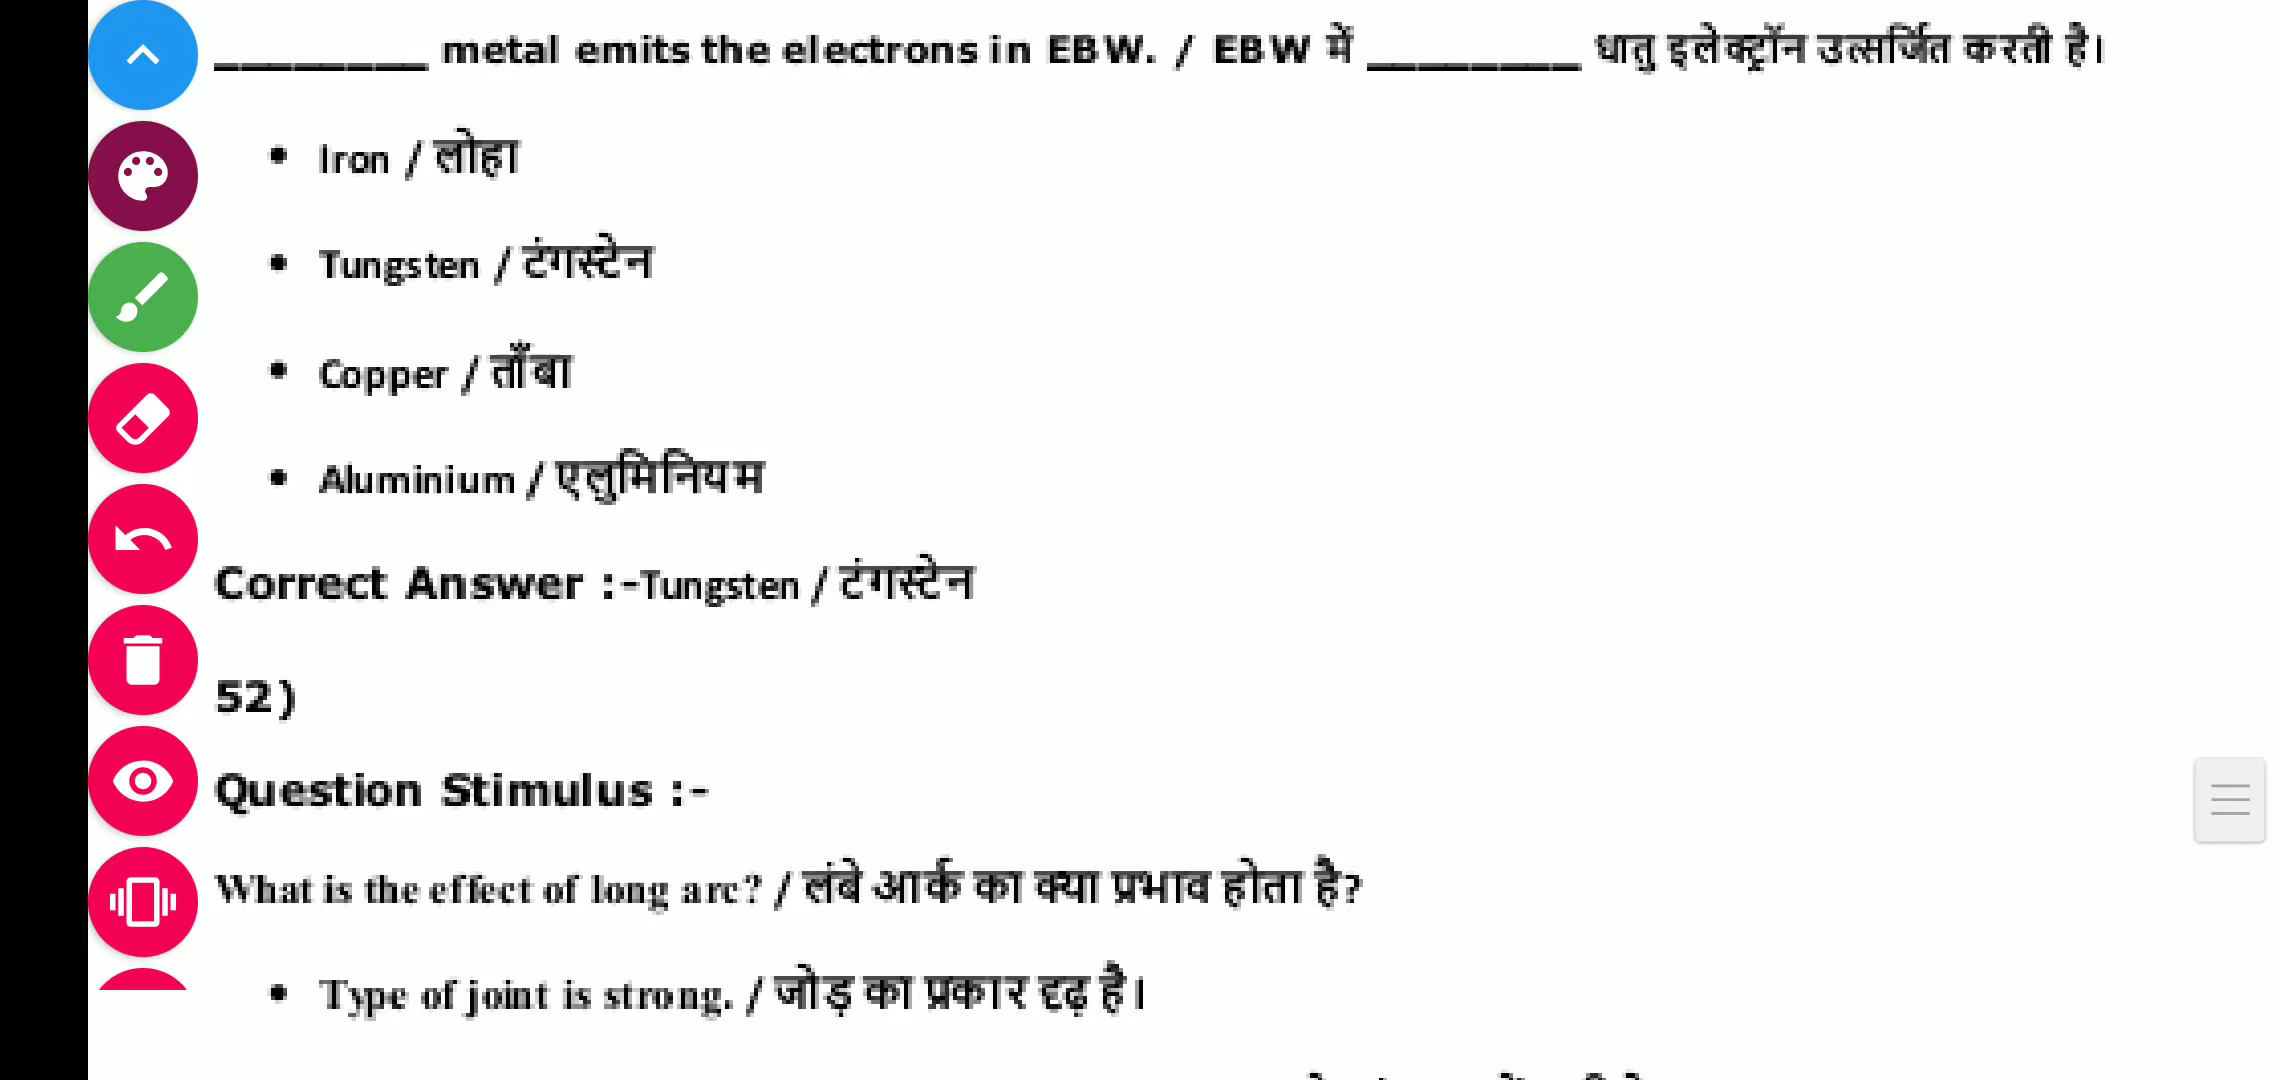 ________ metal emits the electrons in EBW. / EBW में ________ धातु इलेक्ट्रॉन उत्सर्जित करती है।
• Iron / लोहा
• Tungsten / टंगस्टेन
• Copper / ताँबा
• Aluminium / एलुमिनियम
Correct Answer :-Tungsten / टंगस्टेन
52)
Question Stimulus :-
What is the effect of long arc? / लंबे आर्क का क्या प्रभाव होता है?
• Type of joint is strong. / जोड़ का प्रकार दृढ़ है।